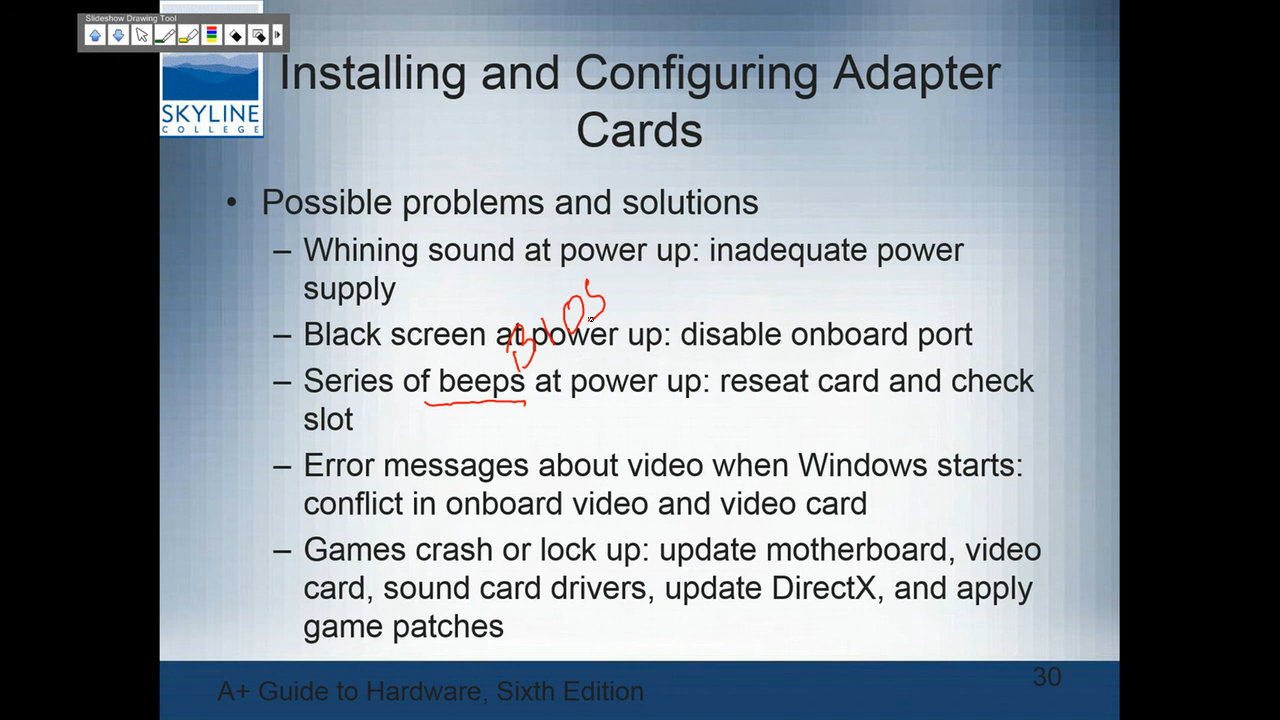 Slideshow Drawing Tool
SKYLINE
COLLEGE
Installing and Configuring Adapter
Cards
• Possible problems and solutions
– Whining sound at power up: inadequate power
supply
BIOS
– Black screen at power up: disable onboard port
– Series of beeps at power up: reseat card and check
slot
– Error messages about video when Windows starts:
conflict in onboard video and video card
– Games crash or lock up: update motherboard, video
card, sound card drivers, update DirectX, and apply
game patches
A+ Guide to Hardware, Sixth Edition
30